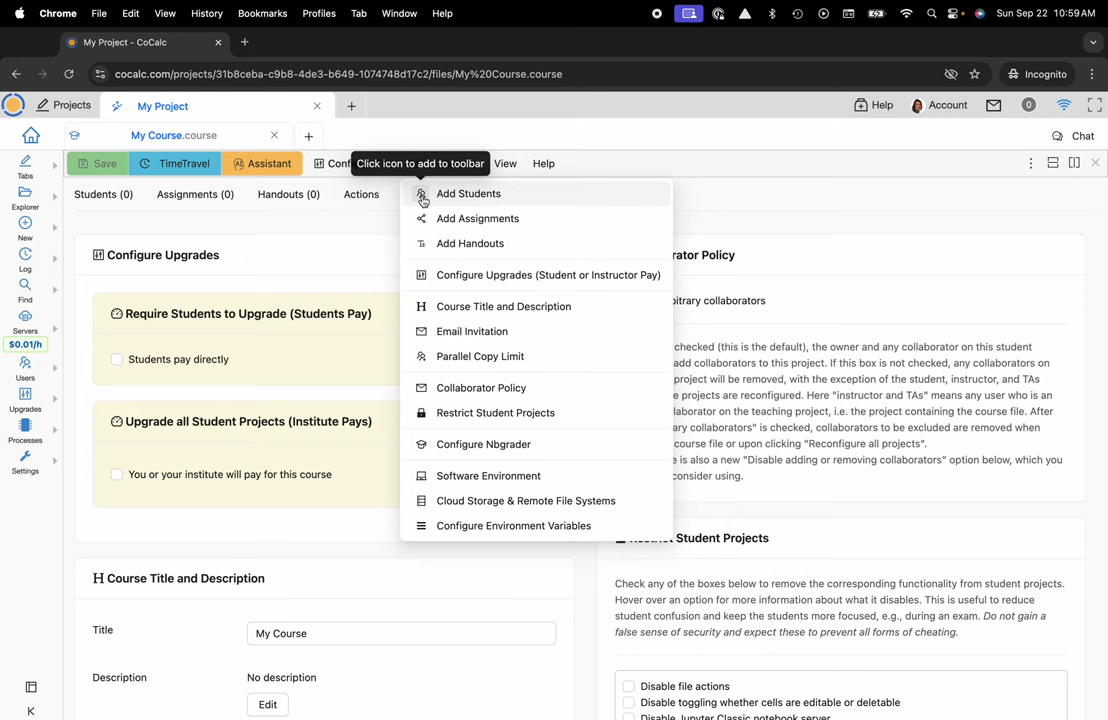 Chrome File Edit View History Bookmarks Profiles Tab Window Help Sun Sep 22 10:59 AM
My Project - CoCalc
cocalc.com/projects/31b8ceba-c9b8-4de3-b649-1074748d17c2/files/My%20Course.course Incognito
Projects My Project Help Account 0
My Course.course Chat
Save TimeTravel Assistant Click icon to add to toolbar View Help
Tabs
Explorer
New
Log
Find
Servers
$0.01/h
Users
Upgrades
Processes
Settings
Students (0) Assignments (0) Handouts (0) Actions
Add Students
Add Assignments
Add Handouts
Configure Upgrades (Student or Instructor Pay)
Course Title and Description
Email Invitation
Parallel Copy Limit
Collaborator Policy
Restrict Student Projects
Configure Nbgrader
Software Environment
Cloud Storage & Remote File Systems
Configure Environment Variables
Configure Upgrades
Require Students to Upgrade (Students Pay)
Students pay directly
Upgrade all Student Projects (Institute Pays)
You or your institute will pay for this course
Course Title and Description
Title My Course
Description No description
Edit
Policy
collaborators
checked (this is the default), the owner and any collaborator on this student
add collaborators to this project. If this box is not checked, any collaborators on
project will be removed, with the exception of the student, instructor, and TAs
projects are reconfigured. Here "instructor and TAs" means any user who is an
on the teaching project, i.e. the project containing the course file. After
collaborators" is checked, collaborators to be excluded are removed when
course file or upon clicking "Reconfigure all projects".
is also a new "Disable adding or removing collaborators" option below, which you
consider using.
Student Projects
Check any of the boxes below to remove the corresponding functionality from student projects.
Hover over an option for more information about what it disables. This is useful to reduce
student confusion and keep the students more focused, e.g., during an exam. Do not gain a
false sense of security and expect these to prevent all forms of cheating.
Disable file actions
Disable toggling whether cells are editable or deletable
Disable Jupyter Classic notebook server